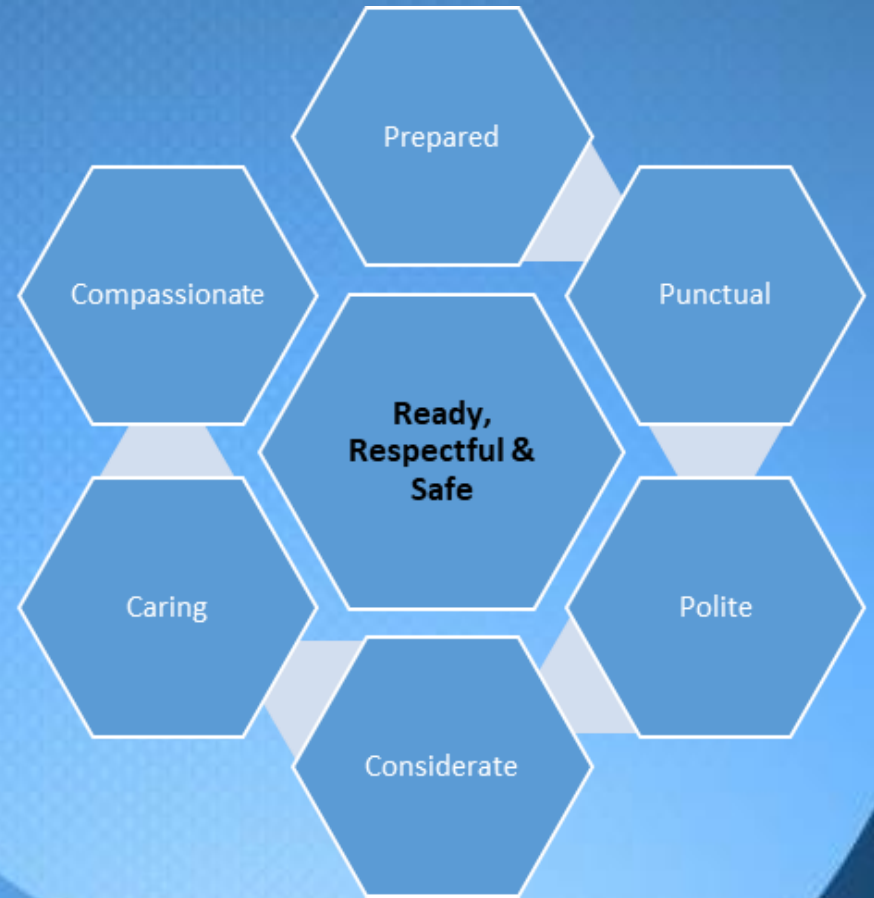 Prepared
Compassionate
Punctual
Ready,
Respectful &
Safe
Caring
Polite
Considerate